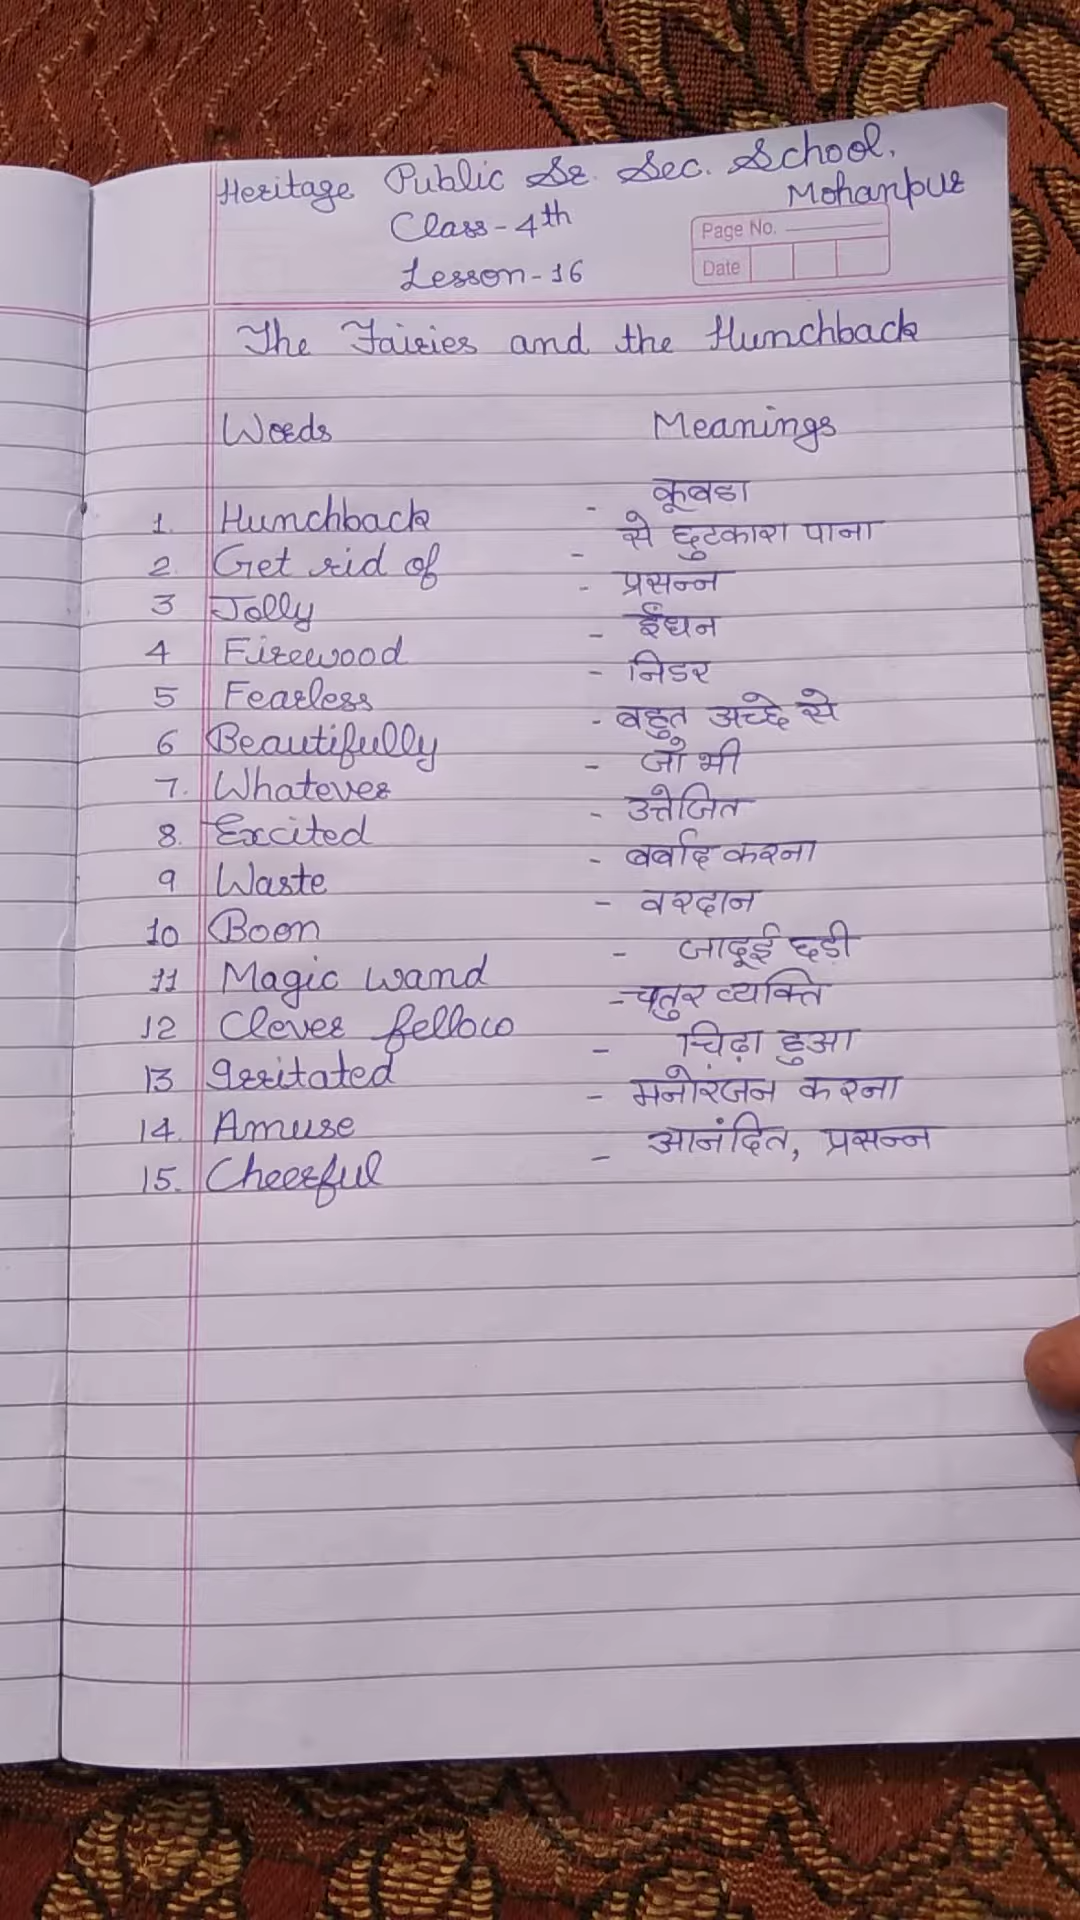 Heritage Public Sr. Sec. School,
Mohanpur
Class-4th
Page No.
Lesson-16
Date
The Fairies and the Hunchback
Words Meanings
1. Hunchback - कूबडा
2. Get rid of - से छुटकारा पाना
3 Jolly - प्रसन्न
4 Firewood - ईंधन
5 Fearless - निडर
6 Beautifully - बहुत अच्छे से
7. Whatever - जो भी
8. Excited - उत्तेजित
9 Waste - बर्बाद करना
10 Boon - वरदान
11 Magic wand - जादूई छड़ी
12 Clever fellow - चतुर व्यक्ति
13 Irritated - चिढ़ा हुआ
14. Amuse - मनोरंजन करना
15. Cheerful - आनंदित, प्रसन्न